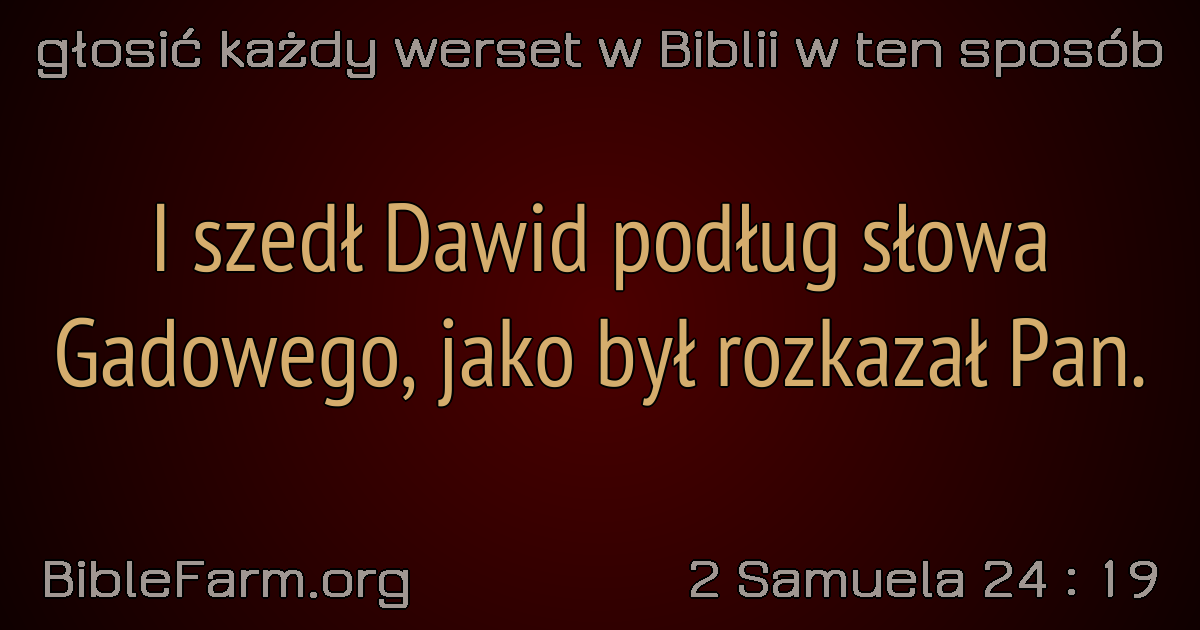 głosić każdy werset w Biblii w ten sposób
I szedł Dawid podług słowa
Gadowego, jako był rozkazał Pan.
BibleFarm.org
2 Samuela 24 : 19